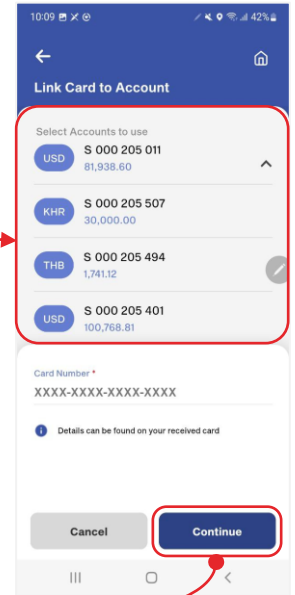 10:09
42%
Link Card to Account
Select Accounts to use
USD S 000 205 011
81,938.60
KHR S 000 205 507
30,000.00
THB S 000 205 494
1,741.12
USD S 000 205 401
100,768.81
Card Number *
XXXX-XXXX-XXXX-XXXX
Details can be found on your received card
Cancel Continue